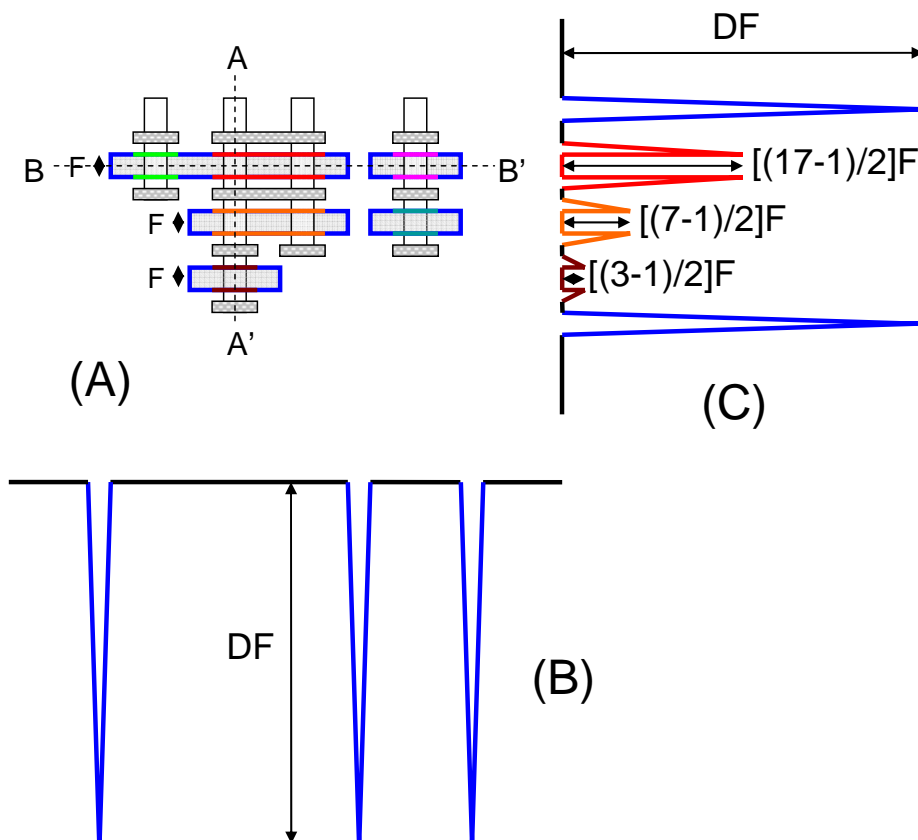 A
F
B
B'
F
F
A'
(A)
DF
[(17-1)/2]F
[(7-1)/2]F
[(3-1)/2]F
(C)
DF
(B)